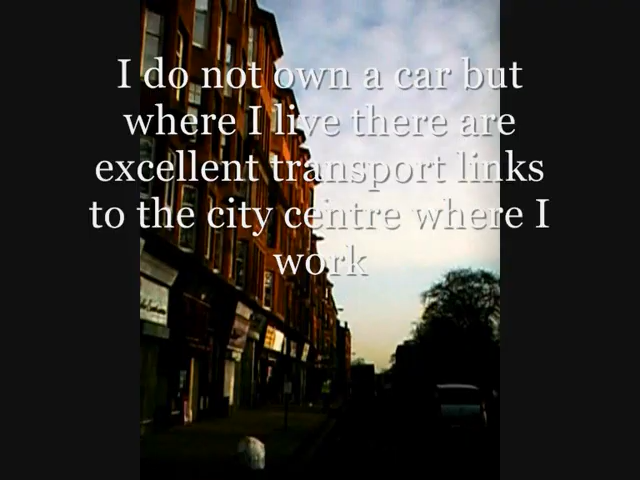 I do not own a car but
where I live there are
excellent transport links
to the city centre where I
work